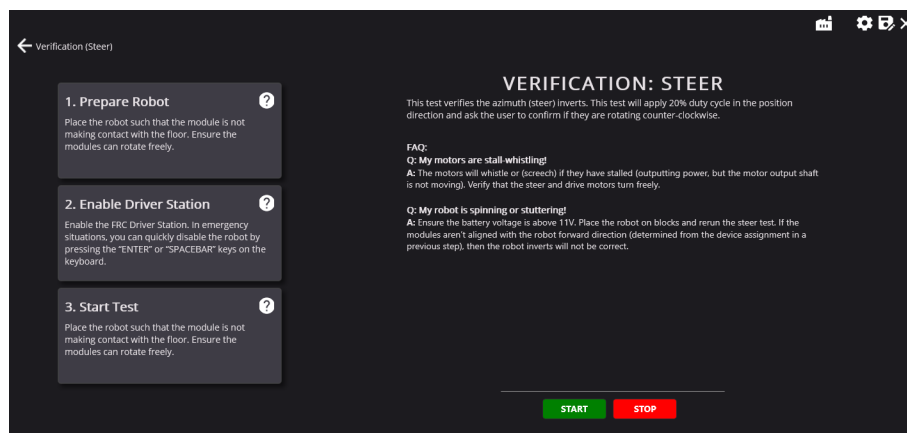 Verification (Steer)
1. Prepare Robot
Place the robot such that the module is not
making contact with the floor. Ensure the
modules can rotate freely.
2. Enable Driver Station
Enable the FRC Driver Station. In emergency
situations, you can quickly disable the robot by
pressing the “ENTER” or “SPACEBAR” keys on the
keyboard.
3. Start Test
Place the robot such that the module is not
making contact with the floor. Ensure the
modules can rotate freely.
VERIFICATION: STEER
This test verifies the azimuth (steer) inverts. This test will apply 20% duty cycle in the position
direction and ask the user to confirm if they are rotating counter-clockwise.
FAQ:
Q: My motors are stall-whistling!
A: The motors will whistle or (screech) if they have stalled (outputting power, but the motor output shaft
is not moving). Verify that the steer and drive motors turn freely.
Q: My robot is spinning or stuttering!
A: Ensure the battery voltage is above 11V. Place the robot on blocks and rerun the steer test. If the
modules aren’t aligned with the robot forward direction (determined from the device assignment in a
previous step), then the robot inverts will not be correct.
START
STOP